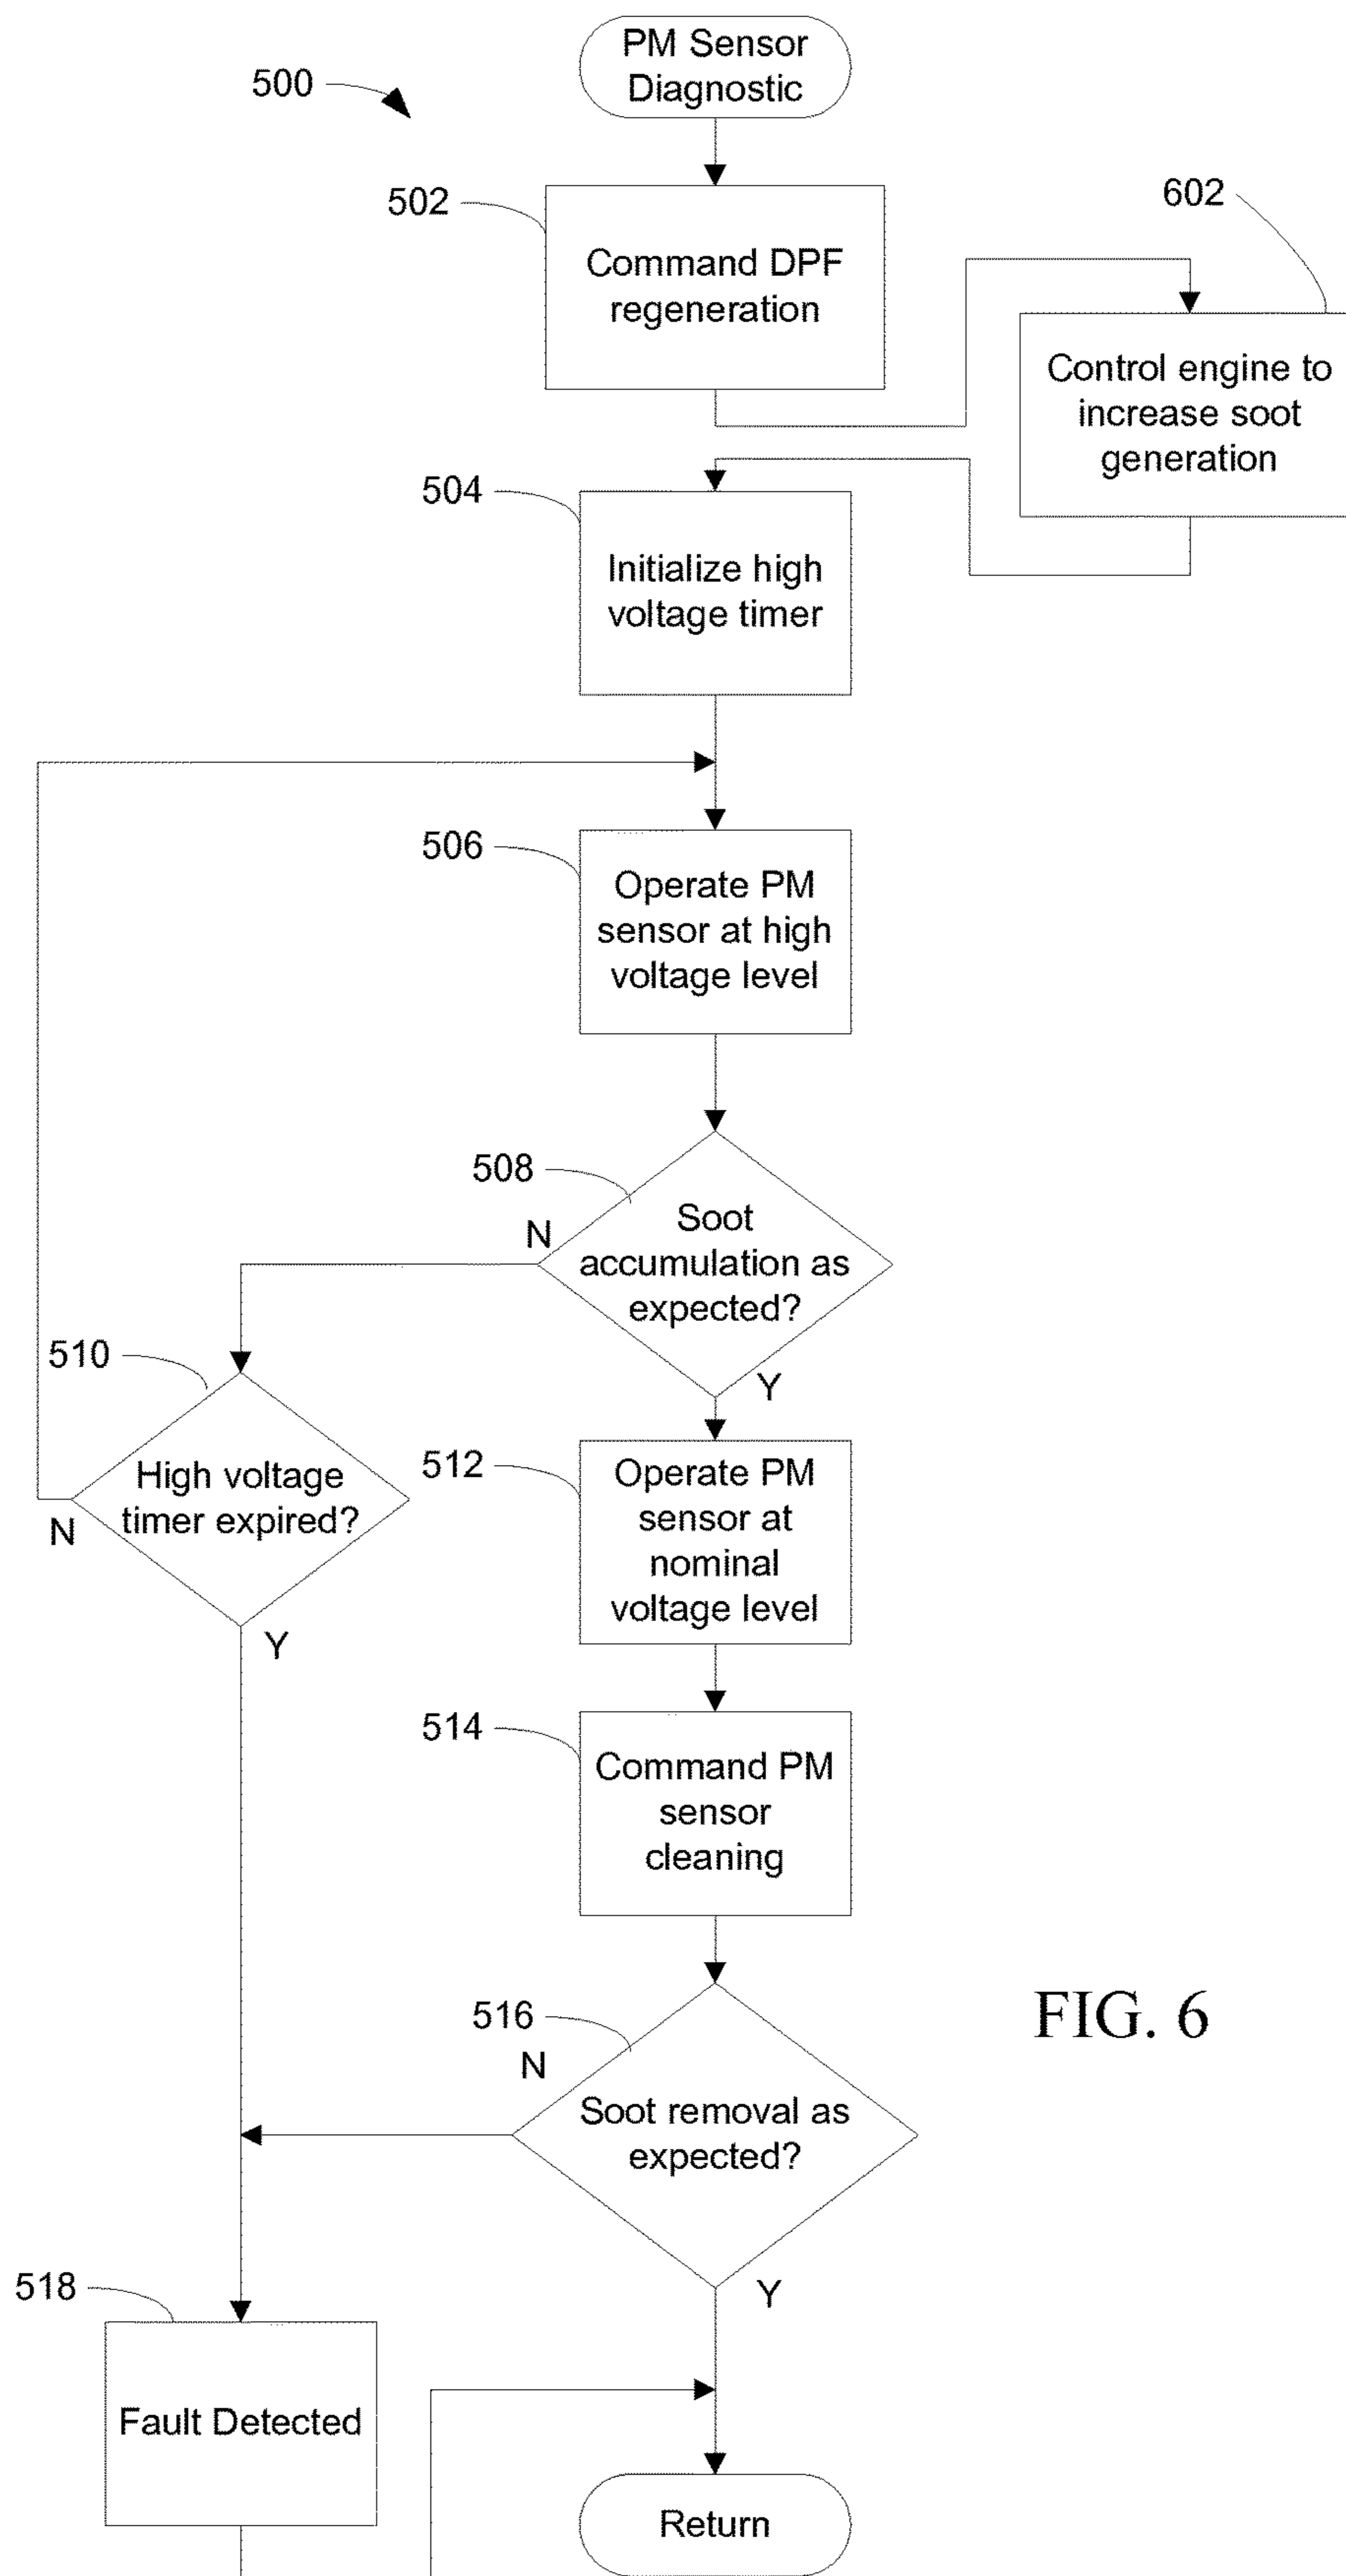 PM Sensor
Diagnostic
500
502
Command DPF
regeneration
602
Control engine to
increase soot
generation
504
Initialize high
voltage timer
506
Operate PM
sensor at high
voltage level
508
N
Soot
accumulation as
expected?
Y
510
High voltage
timer expired?
N
Y
512
Operate PM
sensor at
nominal
voltage level
514
Command PM
sensor
cleaning
516
N
Soot removal as
expected?
Y
518
Fault Detected
Return
FIG. 6